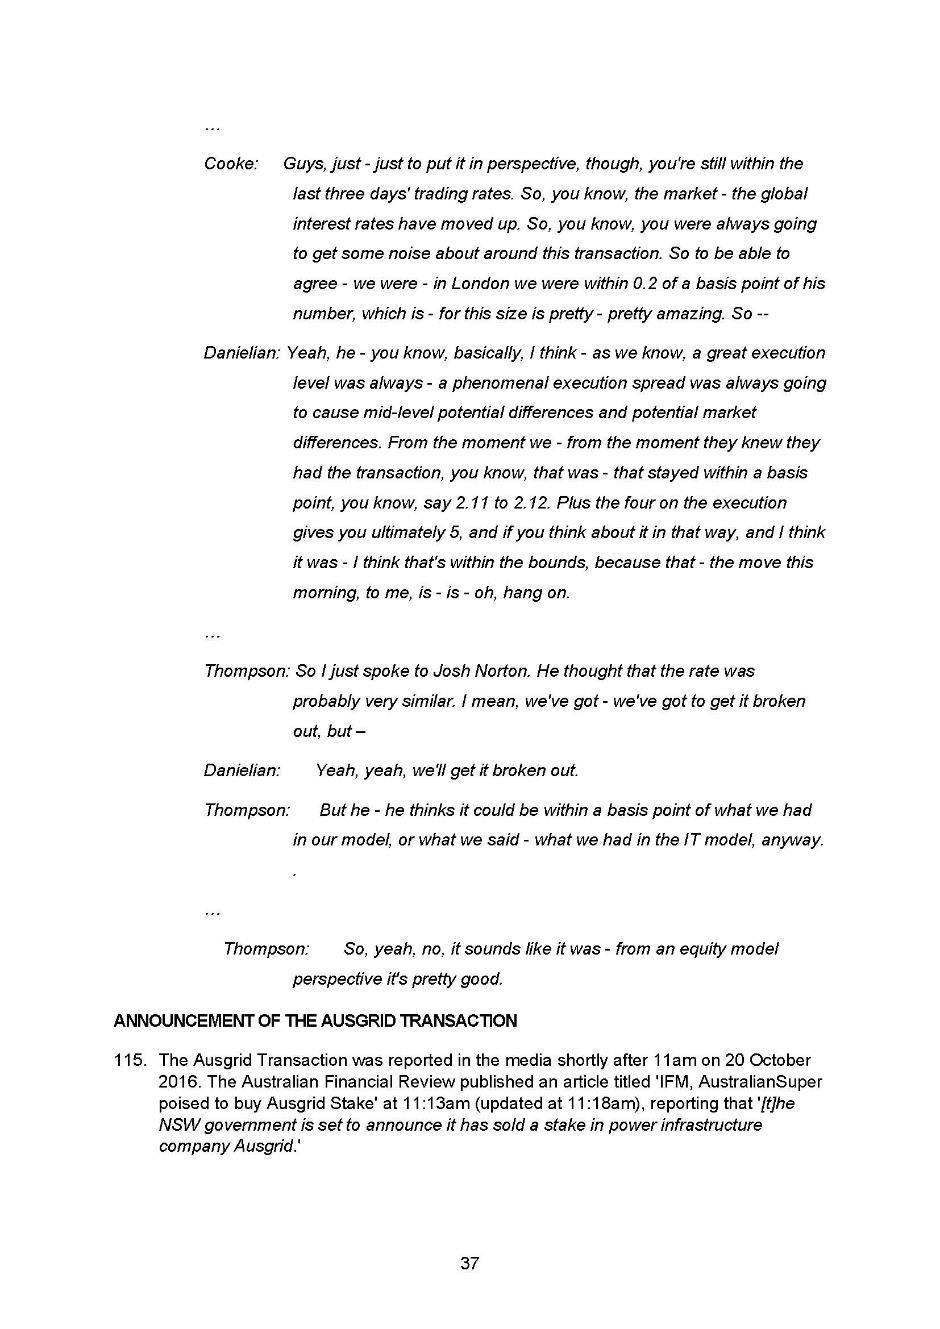 ...
Cooke: Guys, just - just to put it in perspective, though, you're still within the
last three days' trading rates. So, you know, the market - the global
interest rates have moved up. So, you know, you were always going
to get some noise about around this transaction. So to be able to
agree - we were - in London we were within 0.2 of a basis point of his
number, which is - for this size is pretty - pretty amazing. So --
Danielian: Yeah, he - you know, basically, I think - as we know, a great execution
level was always - a phenomenal execution spread was always going
to cause mid-level potential differences and potential market
differences. From the moment we - from the moment they knew they
had the transaction, you know, that was - that stayed within a basis
point, you know, say 2.11 to 2.12. Plus the four on the execution
gives you ultimately 5, and if you think about it in that way, and I think
it was - I think that's within the bounds, because that - the move this
morning, to me, is - is - oh, hang on.
...
Thompson: So I just spoke to Josh Norton. He thought that the rate was
probably very similar. I mean, we've got - we've got to get it broken
out, but –
Danielian: Yeah, yeah, we'll get it broken out.
Thompson: But he - he thinks it could be within a basis point of what we had
in our model, or what we said - what we had in the IT model, anyway.
.
...
Thompson: So, yeah, no, it sounds like it was - from an equity model
perspective it's pretty good.
ANNOUNCEMENT OF THE AUSGRID TRANSACTION
115. The Ausgrid Transaction was reported in the media shortly after 11am on 20 October
2016. The Australian Financial Review published an article titled 'IFM, AustralianSuper
poised to buy Ausgrid Stake' at 11:13am (updated at 11:18am), reporting that '[t]he
NSW government is set to announce it has sold a stake in power infrastructure
company Ausgrid.'
37